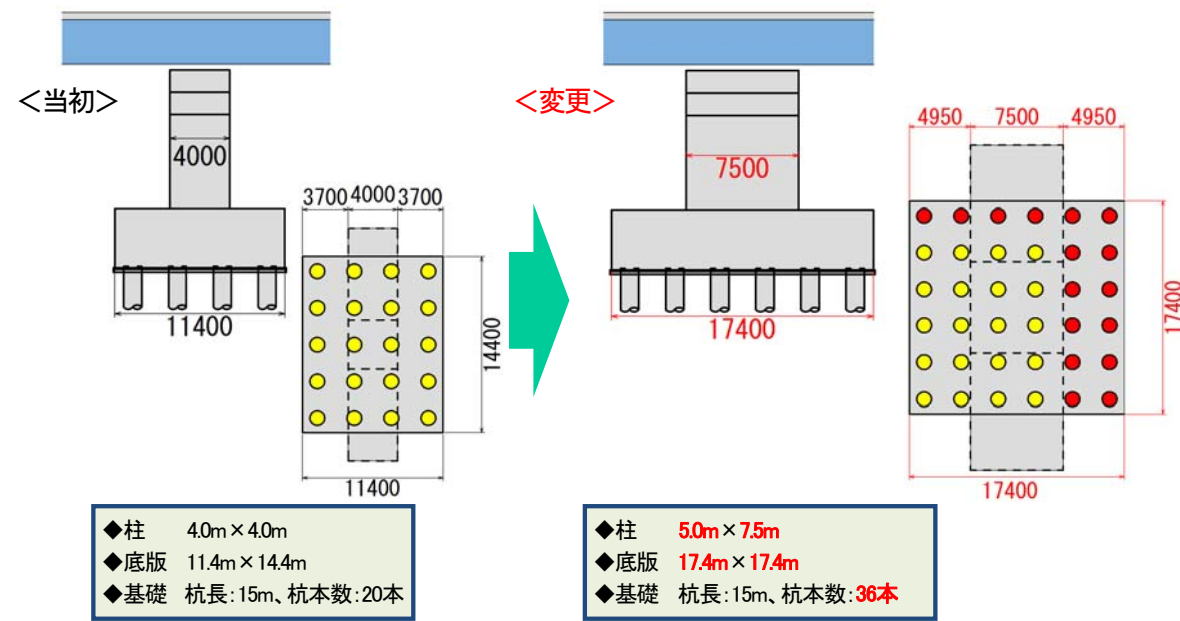 <当初>
4000
11400
3700 4000 3700
14400
11400
◆柱 4.0m×4.0m
◆底版 11.4m×14.4m
◆基礎 杭長:15m、杭本数:20本
<変更>
7500
17400
4950 7500 4950
17400
17400
◆柱 5.0m×7.5m
◆底版 17.4m×17.4m
◆基礎 杭長:15m、杭本数:36本